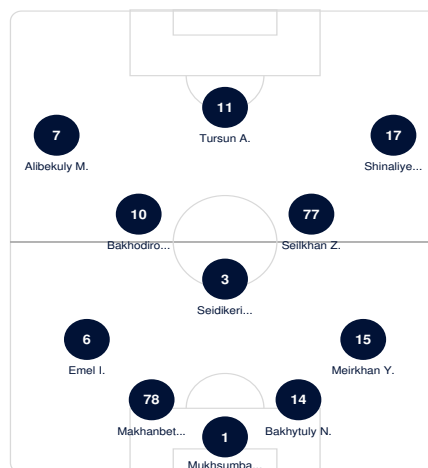 11
Tursun A.
7
Alibekuly M.
17
Shinaliye...
10
Bakhodiro...
77
Seilkhan Z.
3
Seidikeri...
6
Emel I.
15
Meirkhan Y.
78
Makhanbet...
14
Bakhytuly N.
1
Mukhsumba...